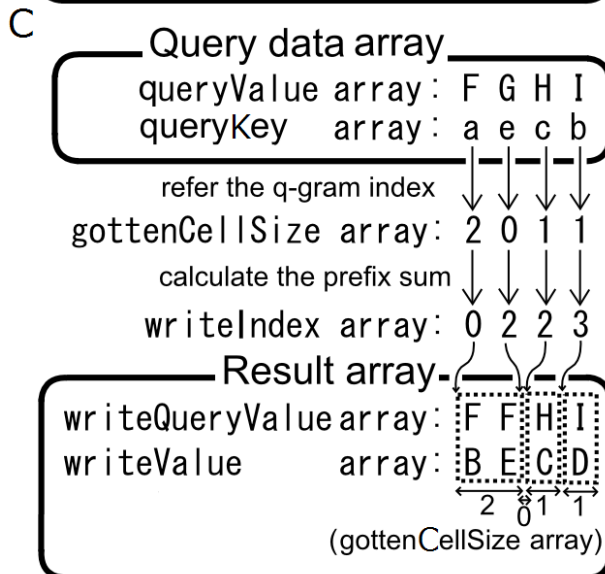 C
Query data array
queryValue array: F G H I
queryKey array: a e c b
refer the q-gram index
gottenCellSize array: 2 0 1 1
calculate the prefix sum
writeIndex array: 0 2 2 3
Result array
writeQueryValue array: F F H I
writeValue array: B E C D
2 0 1 1
(gottenCellSize array)